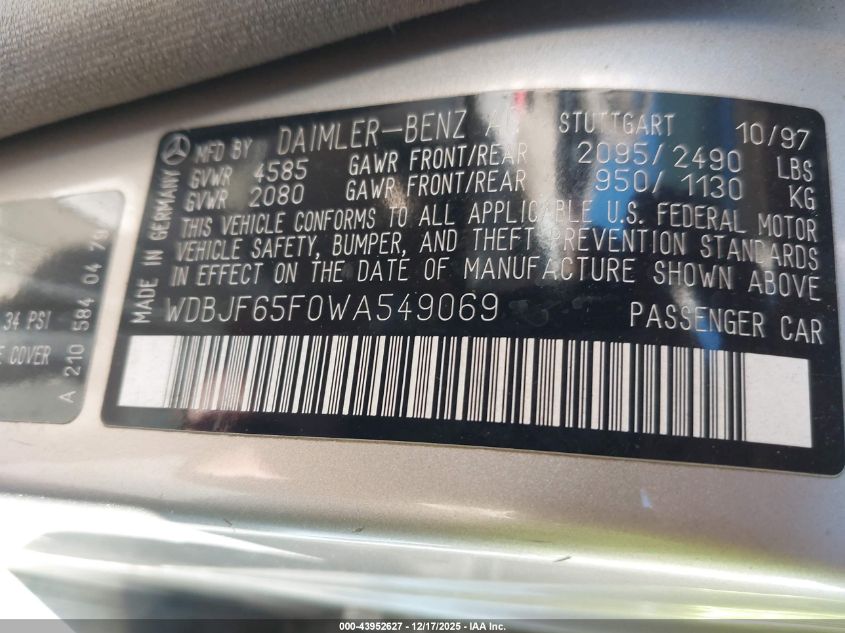 MFD BY DAIMLER-BENZ AG STUTTGART 10/97
GVWR 4585 GAWR FRONT/REAR 2095/2490 LBS
GVWR 2080 GAWR FRONT/REAR 950/1130 KG
THIS VEHICLE CONFORMS TO ALL APPLICABLE U.S. FEDERAL MOTOR
VEHICLE SAFETY, BUMPER, AND THEFT PREVENTION STANDARDS
IN EFFECT ON THE DATE OF MANUFACTURE SHOWN ABOVE
WDBJF65F0WA549069 PASSENGER CAR
MADE IN GERMANY
34 PSI
COVER
A 210 584 04 79
000-43952627 - 12/17/2025 - IAA Inc.